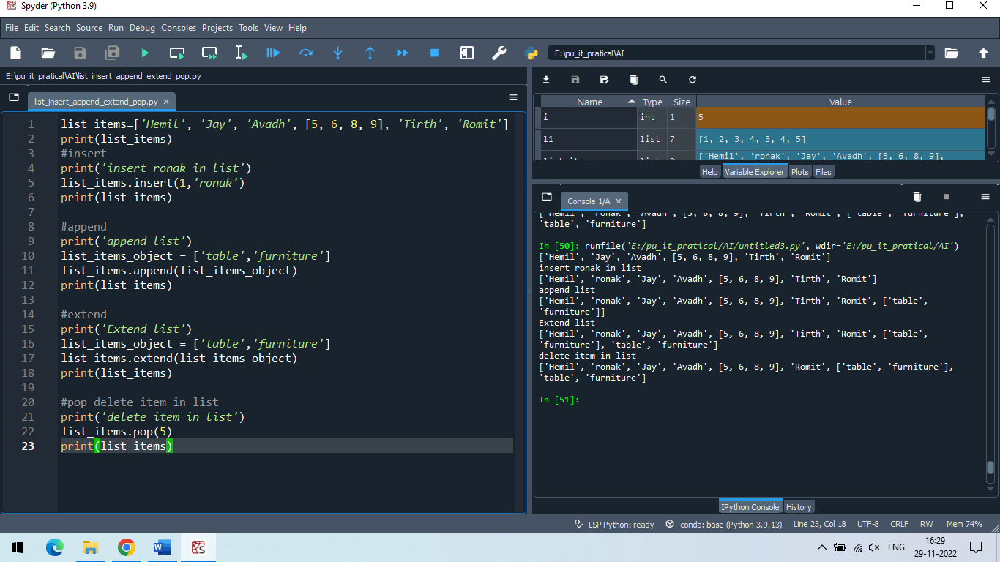 Spyder (Python 3.9)
File Edit Search Source Run Debug Consoles Projects Tools View Help
E:\pu_it_pratical\AI
E:\pu_it_pratical\AI\list_insert_append_extend_pop.py
list_insert_append_extend_pop.py
1 list_items=['Hemil', 'Jay', 'Avadh', [5, 6, 8, 9], 'Tirth', 'Romit']
2 print(list_items)
3 #insert
4 print('insert ronak in list')
5 list_items.insert(1,'ronak')
6 print(list_items)
7
8 #append
9 print('append list')
10 list_items_object = ['table','furniture']
11 list_items.append(list_items_object)
12 print(list_items)
13
14 #extend
15 print('Extend list')
16 list_items_object = ['table','furniture']
17 list_items.extend(list_items_object)
18 print(list_items)
19
20 #pop delete item in list
21 print('delete item in list')
22 list_items.pop(5)
23 print(list_items)
Name Type Size Value
i int 1 5
l1 list 7 [1, 2, 3, 4, 3, 4, 5]
list_items list ['Hemil', 'ronak', 'Jay', 'Avadh', [5, 6, 8, 9],
Help Variable Explorer Plots Files
Console 1/A
['Hemil', 'ronak', 'Avadh', [5, 6, 8, 9], 'Tirth', 'Romit', ['table', 'furniture'],
'table', 'furniture']
In [50]: runfile('E:/pu_it_pratical/AI/untitled3.py', wdir='E:/pu_it_pratical/AI')
['Hemil', 'Jay', 'Avadh', [5, 6, 8, 9], 'Tirth', 'Romit']
insert ronak in list
['Hemil', 'ronak', 'Jay', 'Avadh', [5, 6, 8, 9], 'Tirth', 'Romit']
append list
['Hemil', 'ronak', 'Jay', 'Avadh', [5, 6, 8, 9], 'Tirth', 'Romit', ['table',
'furniture']]
Extend list
['Hemil', 'ronak', 'Jay', 'Avadh', [5, 6, 8, 9], 'Tirth', 'Romit', ['table',
'furniture'], 'table', 'furniture']
delete item in list
['Hemil', 'ronak', 'Jay', 'Avadh', [5, 6, 8, 9], 'Romit', ['table', 'furniture'],
'table', 'furniture']
In [51]:
IPython Console History
LSP Python: ready conda: base (Python 3.9.13) Line 23, Col 18 UTF-8 CRLF RW Mem 74%
ENG
16:29
29-11-2022